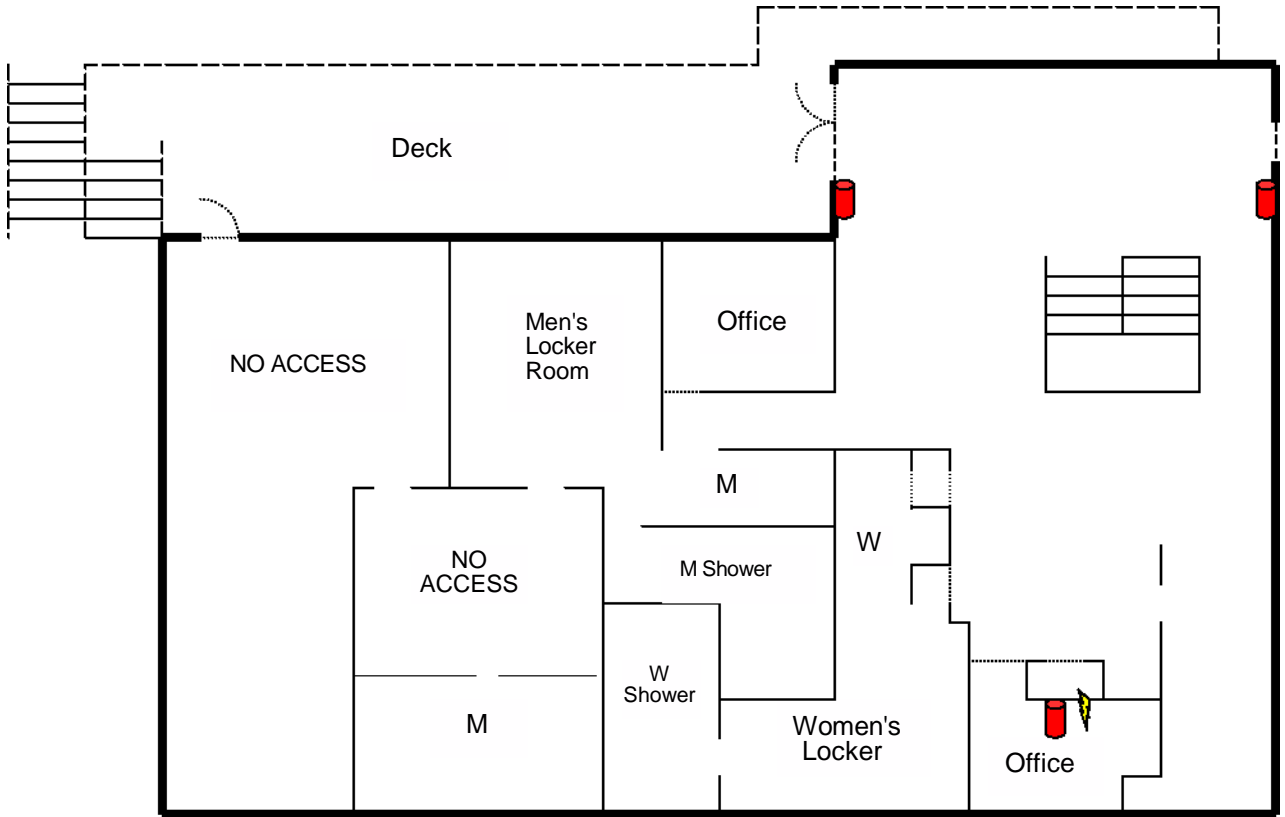 Deck
Men's
Locker
Room
Office
NO ACCESS
M
W
NO
ACCESS
M Shower
W
Shower
M
Women's
Locker
Office